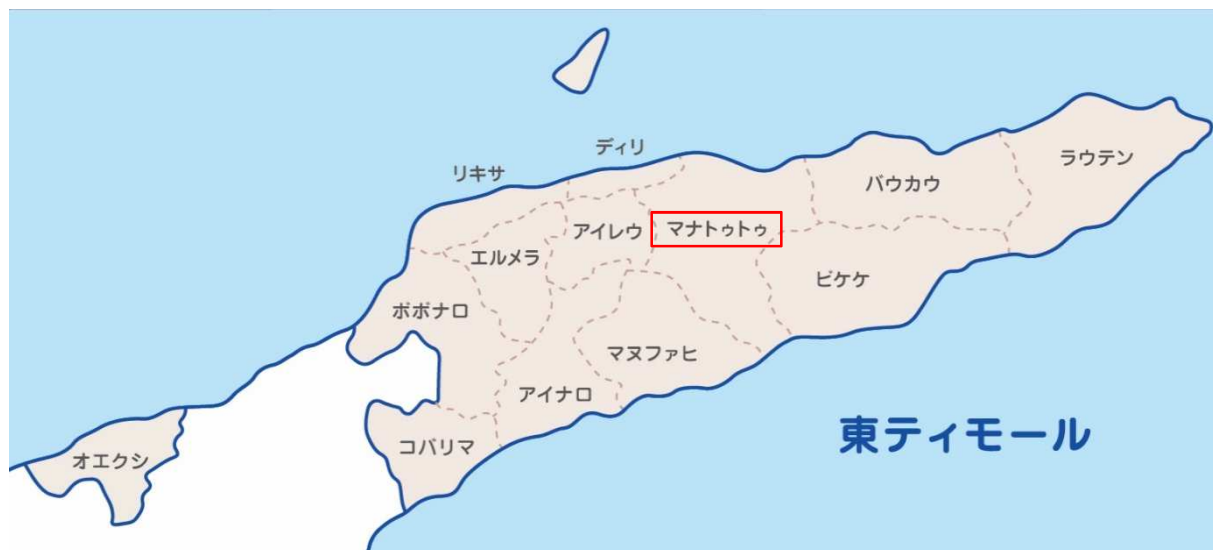 ディリ
リキサ
ラウテン
バウカウ
アイレウ
マナトゥトゥ
エルメラ
ビケケ
ボボナロ
マヌファヒ
アイナロ
コバリマ
オエクシ
東ティモール